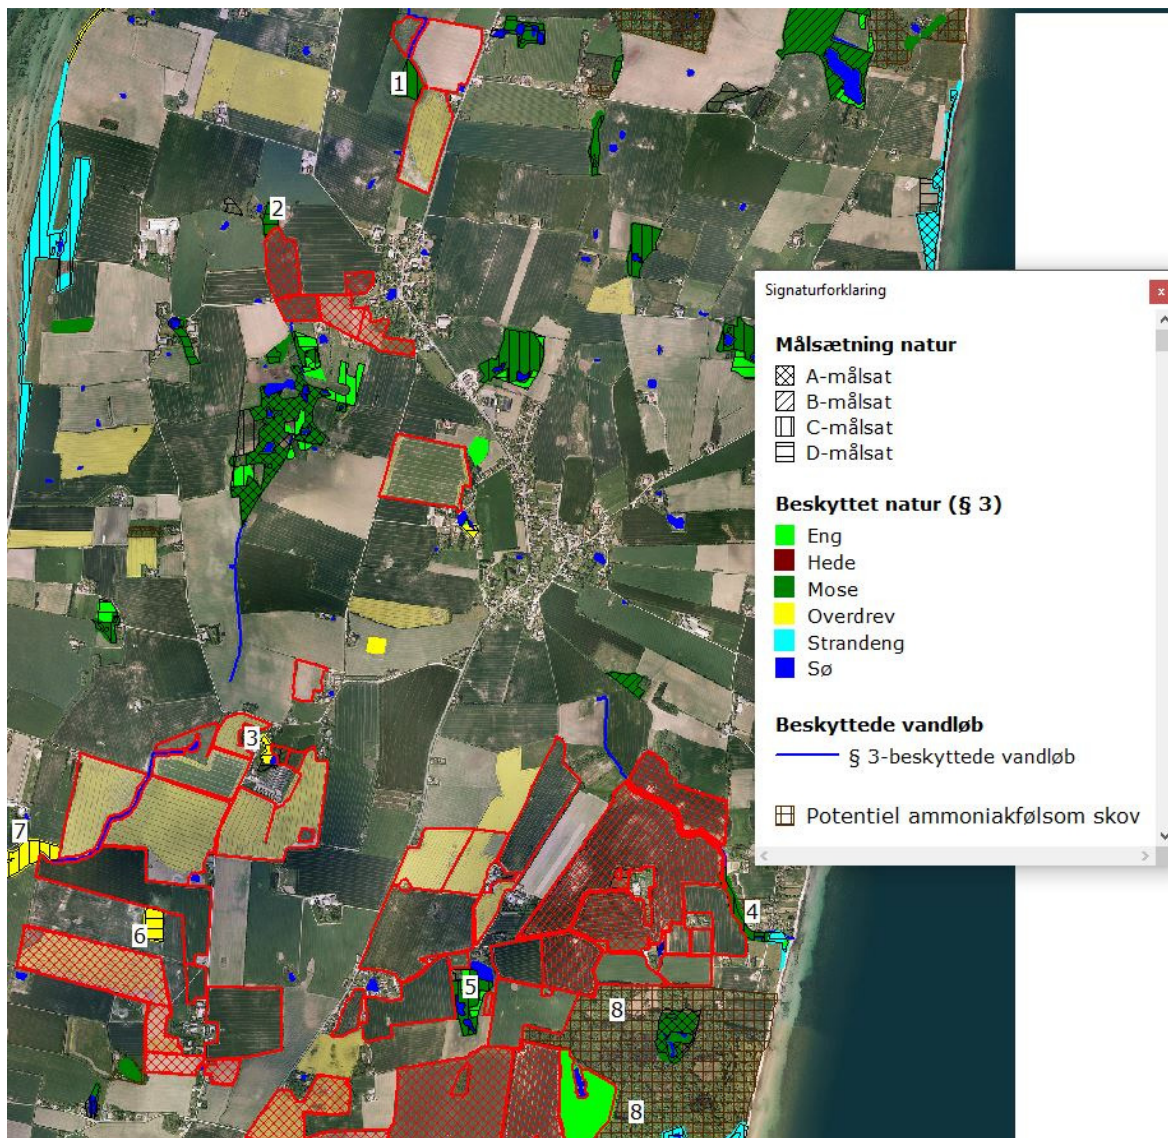 1
2
Signaturforklaring
x
Målsætning natur
A-målsat
B-målsat
C-målsat
D-målsat
Beskyttet natur (§ 3)
Eng
Hede
Mose
Overdrev
Strandeng
Sø
Beskyttede vandløb
§ 3-beskyttede vandløb
Potentiel ammoniakfølsom skov
3
7
4
6
5
8
8